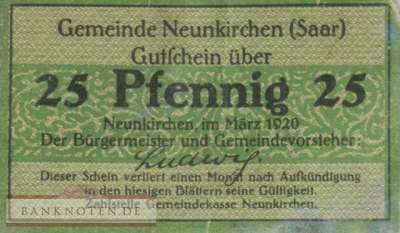 Gemeinde Neunkirchen (Saar)
Gutschein über
25 Pfennig 25
Neunkirchen, im März 1920
Der Bürgermeister und Gemeindevorsteher:
Ludwig
Dieser Schein verliert einen Monat nach Aufkündigung
in den hiesigen Blättern seine Gültigkeit.
Zahlstelle Gemeindekasse Neunkirchen.
BANKNOTEN.DE